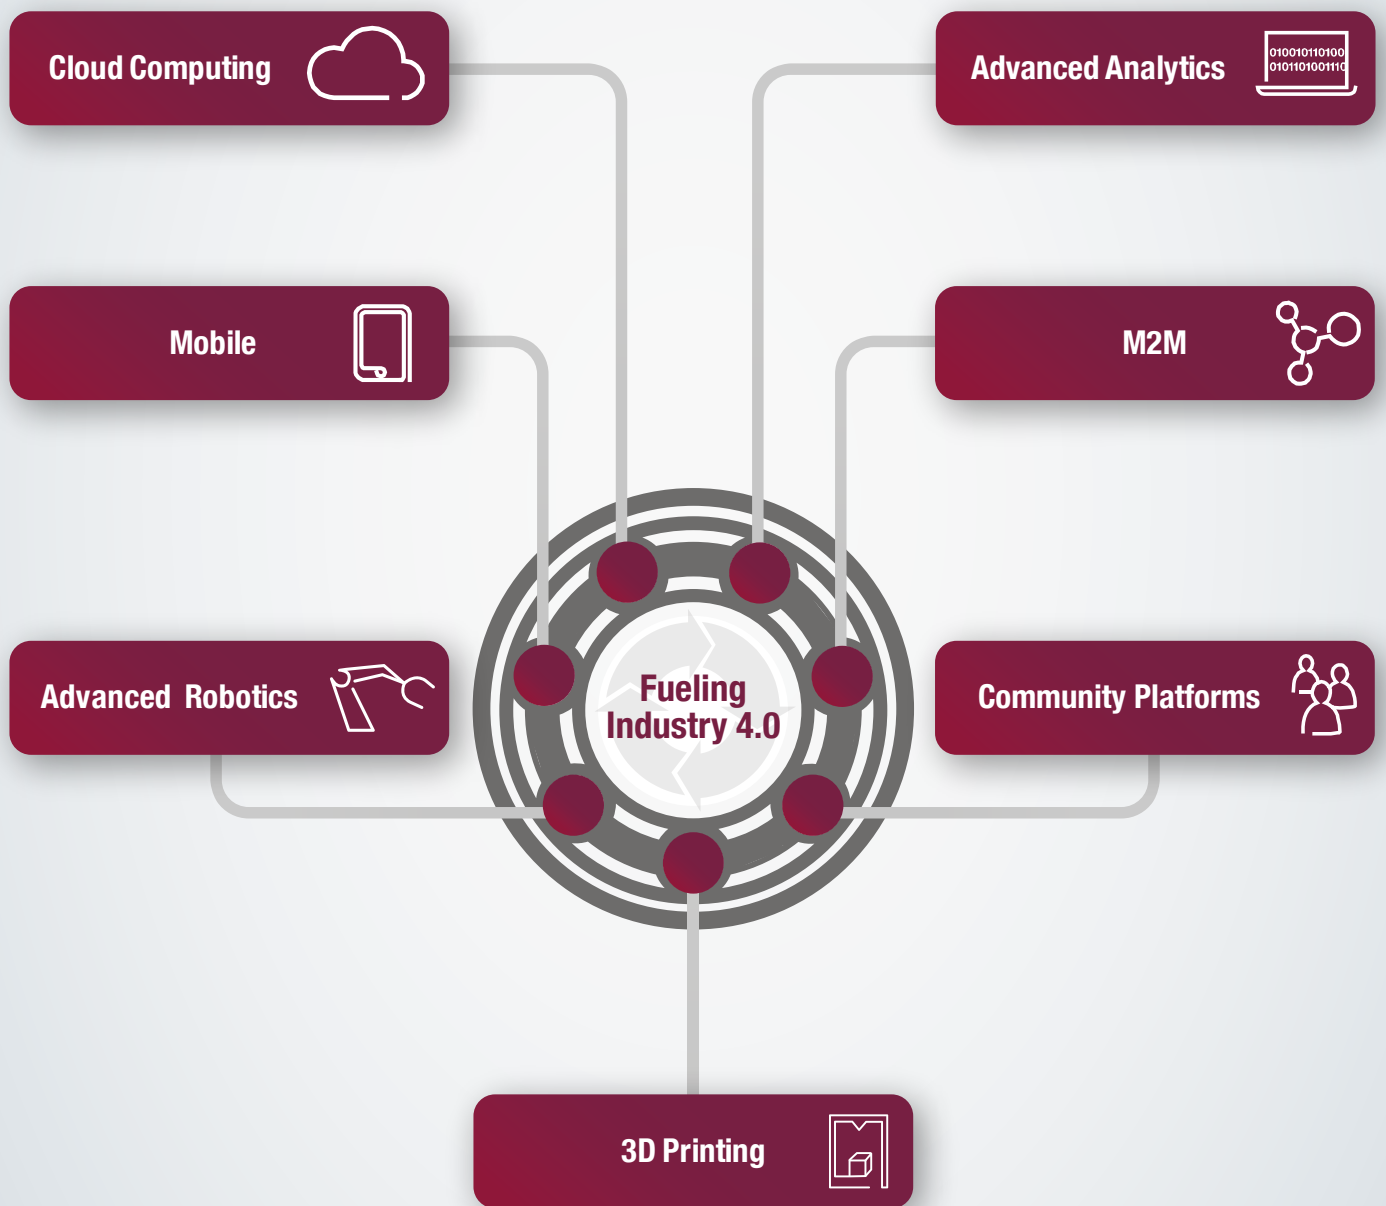 Cloud Computing
Advanced Analytics
010010110100
0101101001110
Mobile
M2M
Advanced Robotics
Fueling
Industry 4.0
Community Platforms
3D Printing